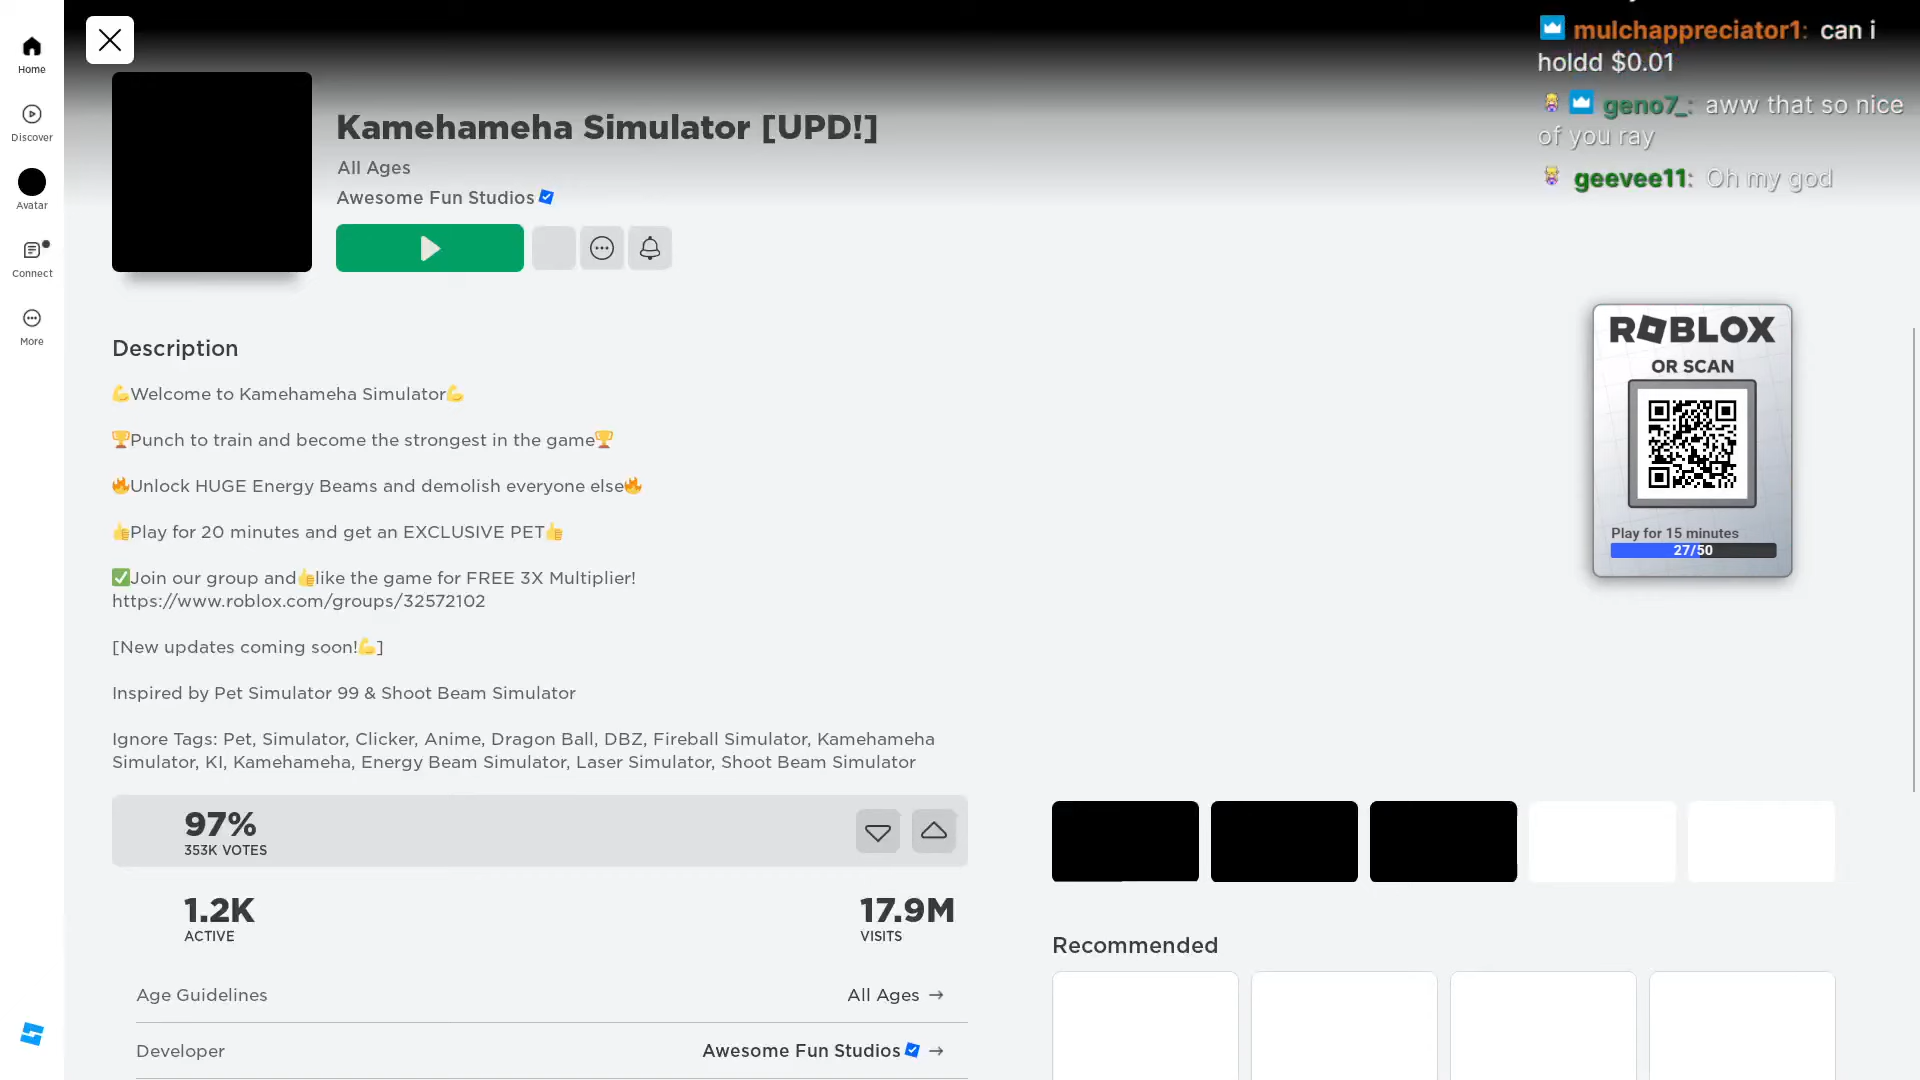 Home
Discover
Avatar
Connect
More
Kamehameha Simulator [UPD!]
All Ages
Awesome Fun Studios
Description
💪Welcome to Kamehameha Simulator💪
🏆Punch to train and become the strongest in the game🏆
🔥Unlock HUGE Energy Beams and demolish everyone else🔥
👍Play for 20 minutes and get an EXCLUSIVE PET👍
✅Join our group and👍like the game for FREE 3X Multiplier!
https://www.roblox.com/groups/32572102
[New updates coming soon!💪]
Inspired by Pet Simulator 99 & Shoot Beam Simulator
Ignore Tags: Pet, Simulator, Clicker, Anime, Dragon Ball, DBZ, Fireball Simulator, Kamehameha
Simulator, KI, Kamehameha, Energy Beam Simulator, Laser Simulator, Shoot Beam Simulator
97%
353K VOTES
1.2K
ACTIVE
17.9M
VISITS
Age Guidelines
All Ages →
Developer
Awesome Fun Studios →
mulchappreciator1: can i
holdd $0.01
geno7_: aww that so nice
of you ray
geevee11: Oh my god
ROBLOX
OR SCAN
Play for 15 minutes
27/50
Recommended